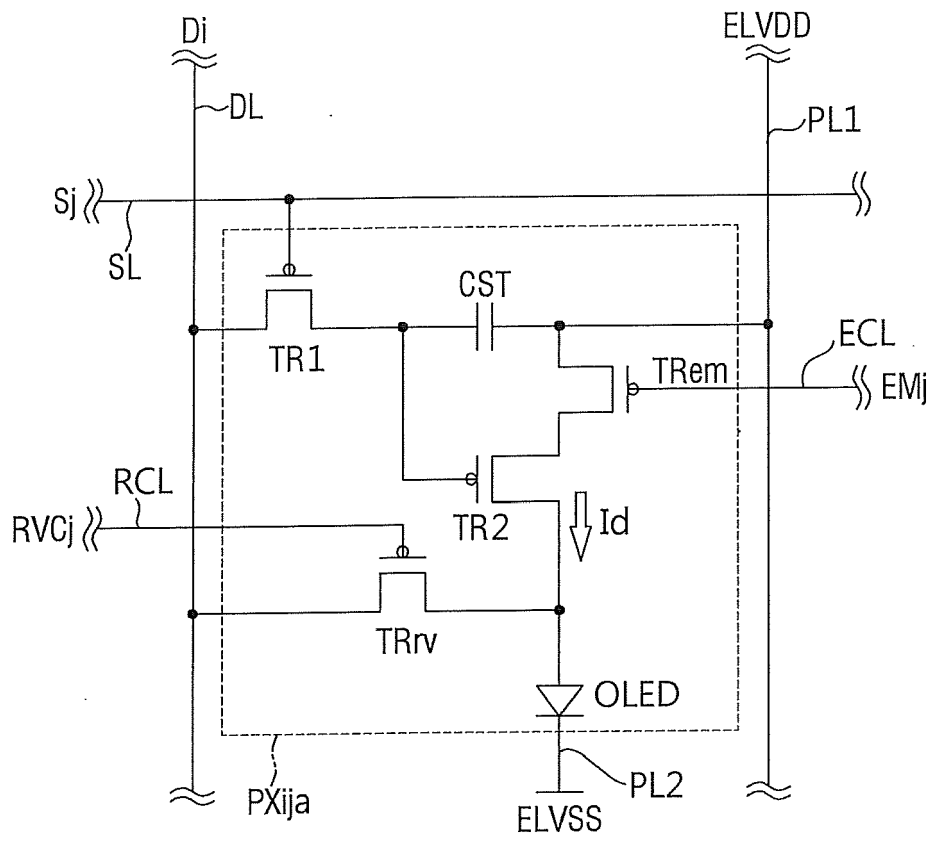 Di
ELVDD
DL
PL1
Sj
SL
CST
TR1
TRem
ECL
EMj
RCL
RVCj
TR2
Id
TRrv
OLED
PXija
PL2
ELVSS